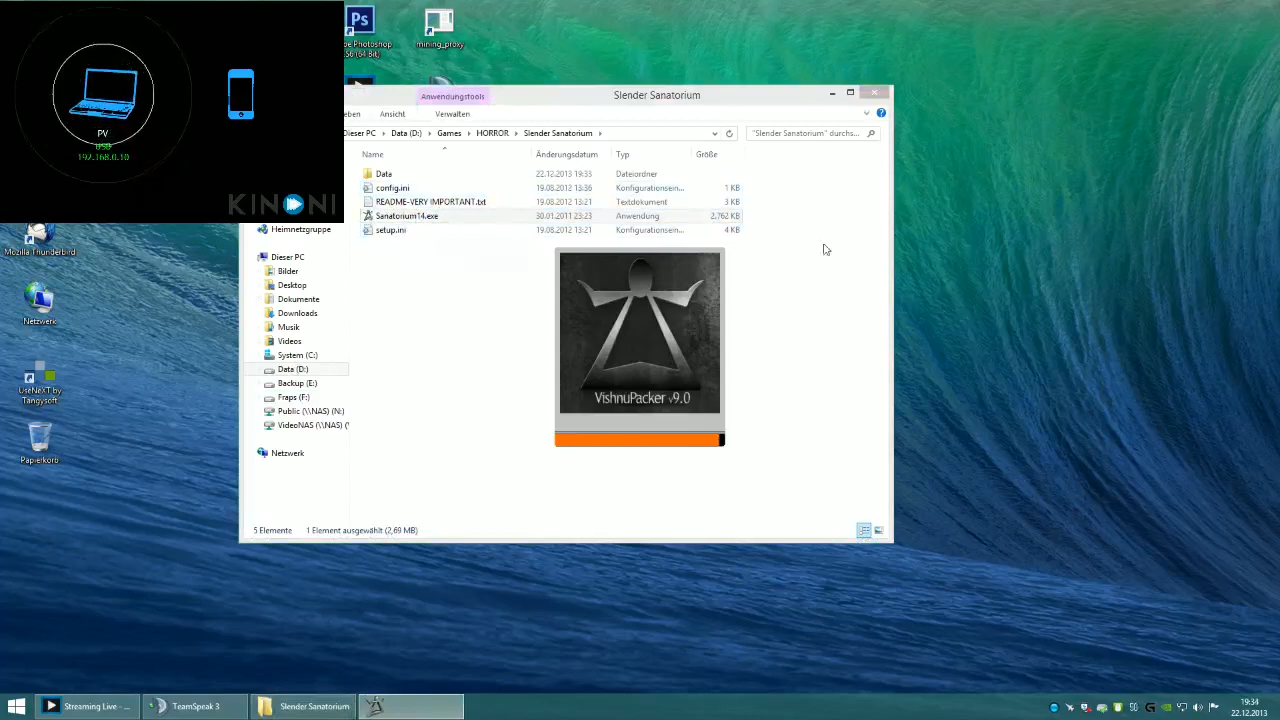 PV
USB
192.168.0.10
KINONI
Photoshop
mining_proxy
Anwendungstools
Slender Sanatorium
Ansicht
Verwalten
Dieser PC
Data (D:)
Games
HORROR
Slender Sanatorium
"Slender Sanatorium" durchs...
Name
Änderungsdatum
Typ
Größe
Data
22.12.2013 19:33
Dateiordner
config.ini
19.08.2012 13:36
Konfigurationsein...
1 KB
README-VERY IMPORTANT.txt
19.08.2012 13:21
Textdokument
3 KB
Sanatorium14.exe
30.01.2011 23:23
Anwendung
2.762 KB
setup.ini
19.08.2012 13:21
Konfigurationsein...
4 KB
Heimnetzgruppe
Dieser PC
Bilder
Desktop
Dokumente
Downloads
Musik
Videos
System (C:)
Data (D:)
Backup (E:)
Fraps (F:)
Public (\\NAS) (N:)
VideoNAS (\\NAS) (
Netzwerk
VishnuPacker v9.0
5 Elemente
1 Element ausgewählt (2,69 MB)
Mozilla Thunderbird
Netzwerk
UseNeXT by
Tangysoft
Papierkorb
Streaming Live - ...
TeamSpeak 3
Slender Sanatorium
19:34
22.12.2013